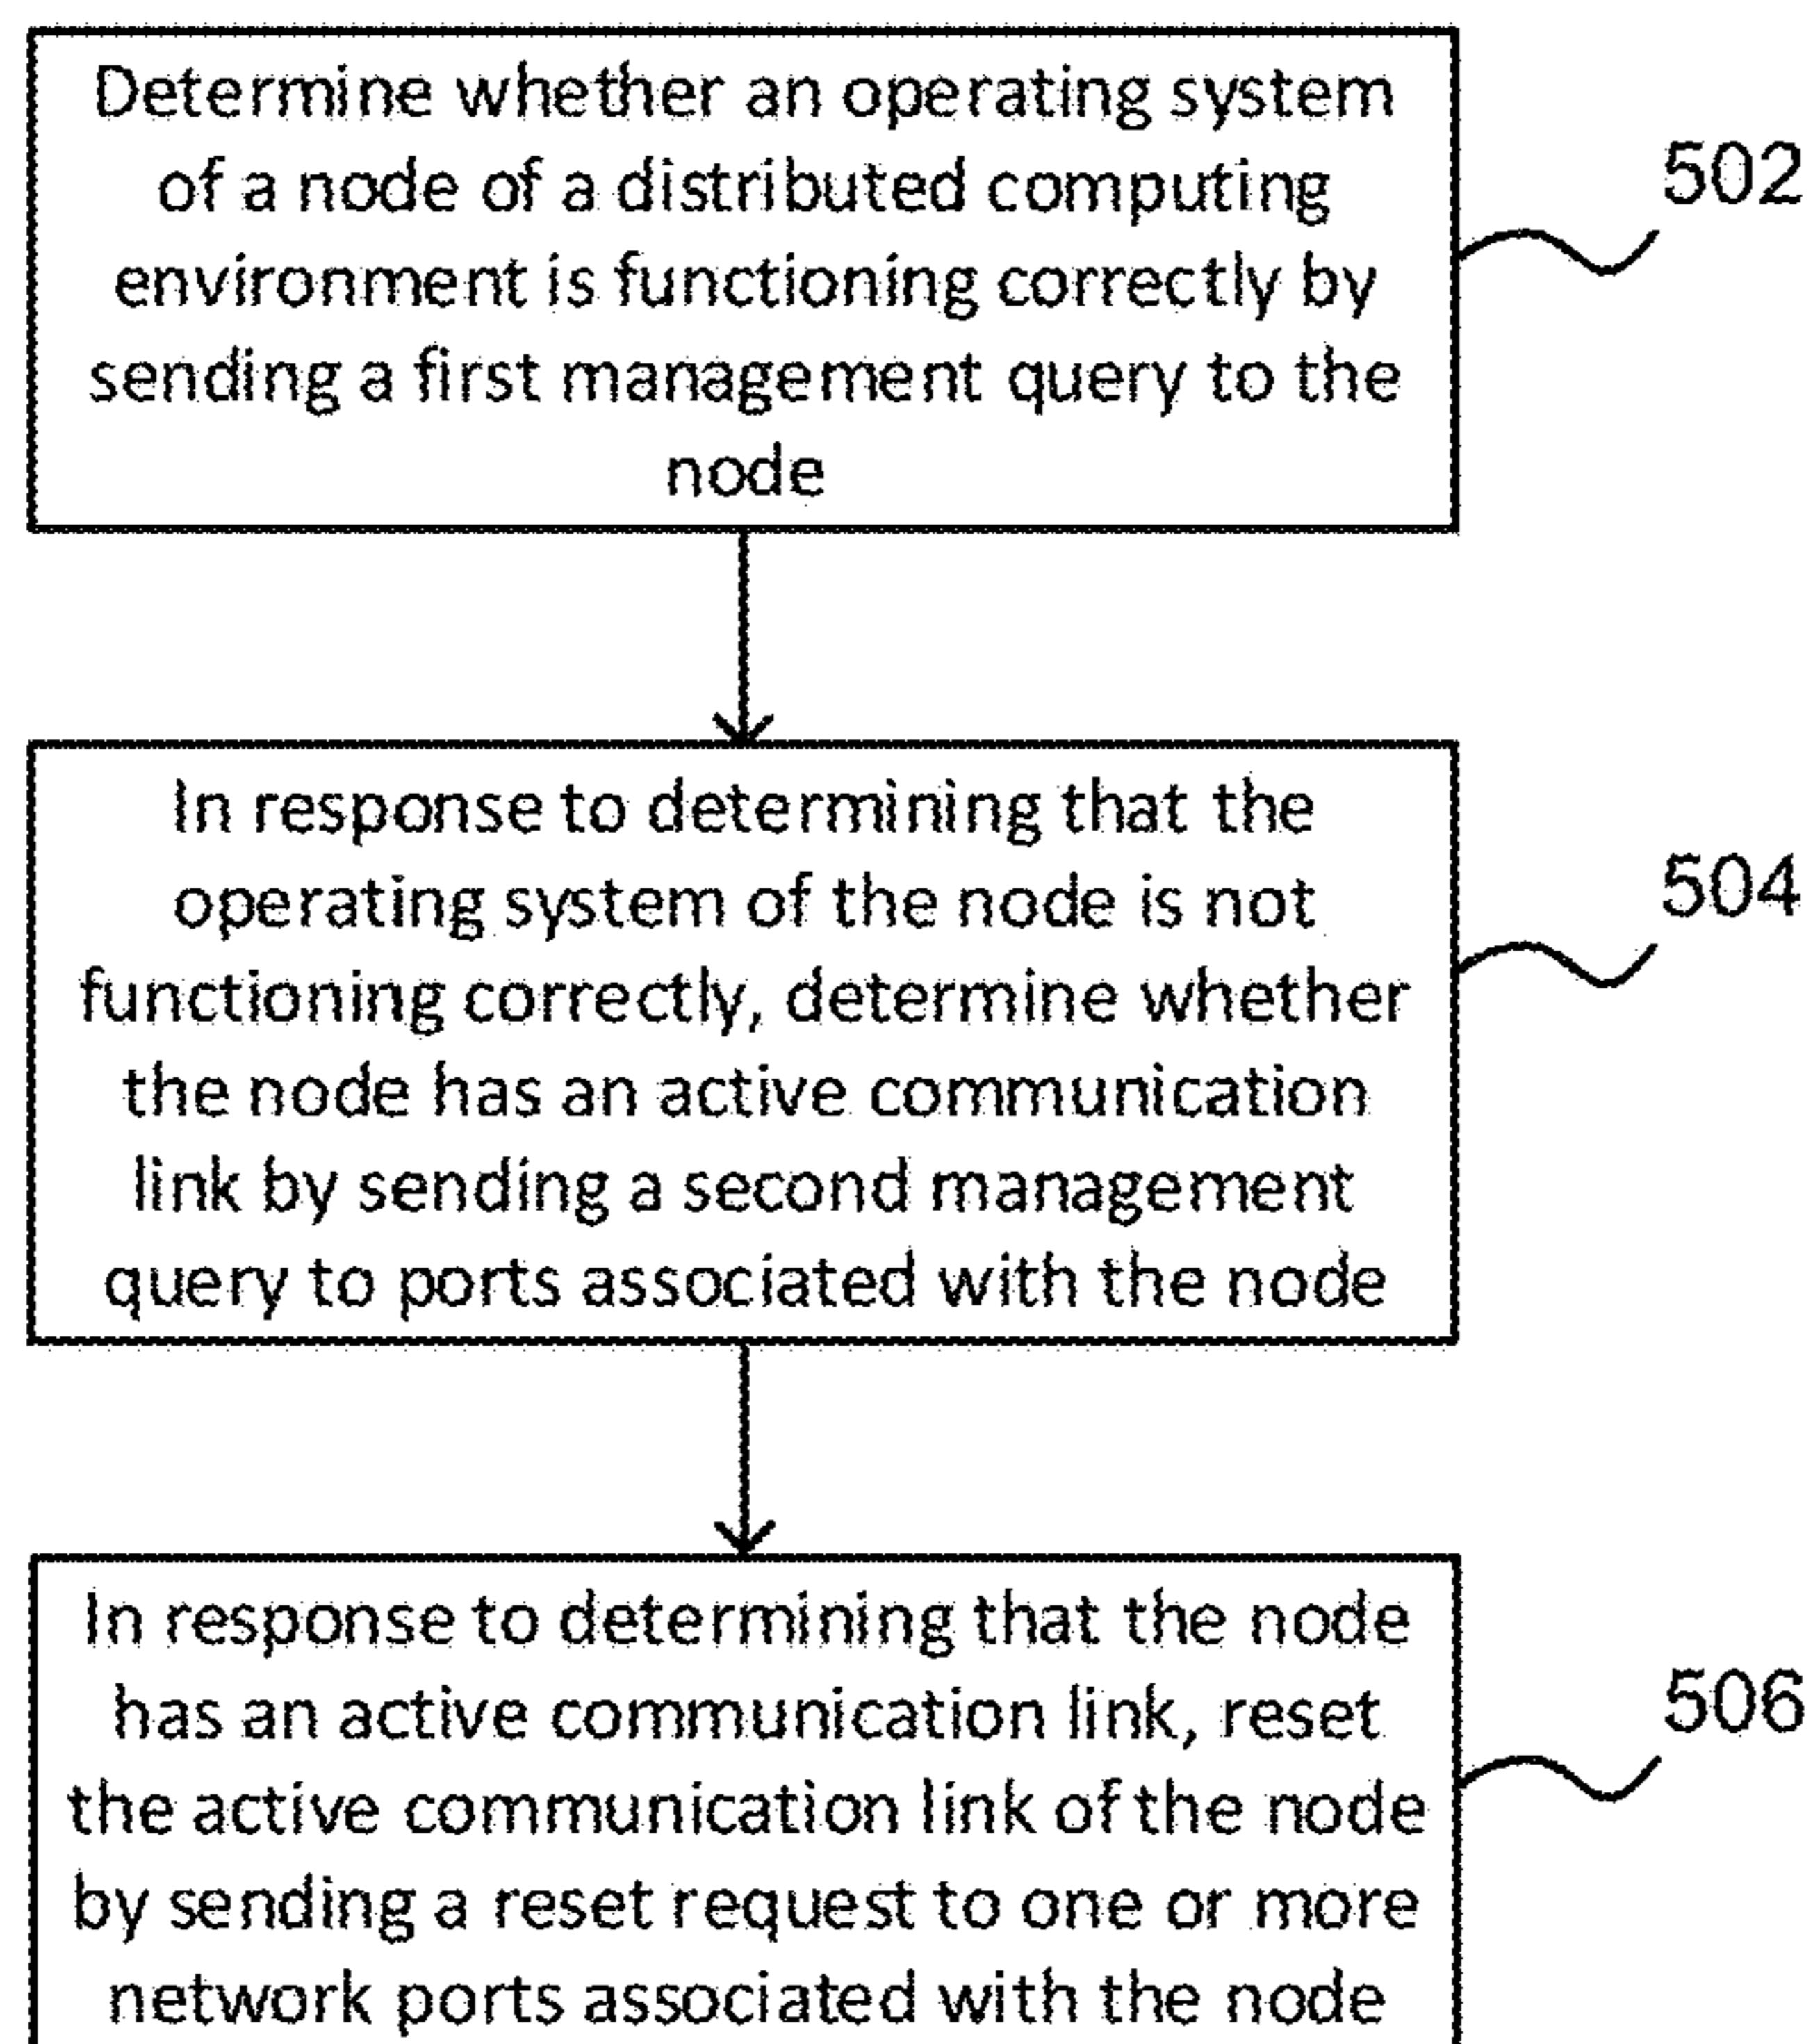 Determine whether an operating system
of a node of a distributed computing
environment is functioning correctly by
sending a first management query to the
node
502
In response to determining that the
operating system of the node is not
functioning correctly, determine whether
the node has an active communication
link by sending a second management
query to ports associated with the node
504
In response to determining that the node
has an active communication link, reset
the active communication link of the node
by sending a reset request to one or more
network ports associated with the node
506